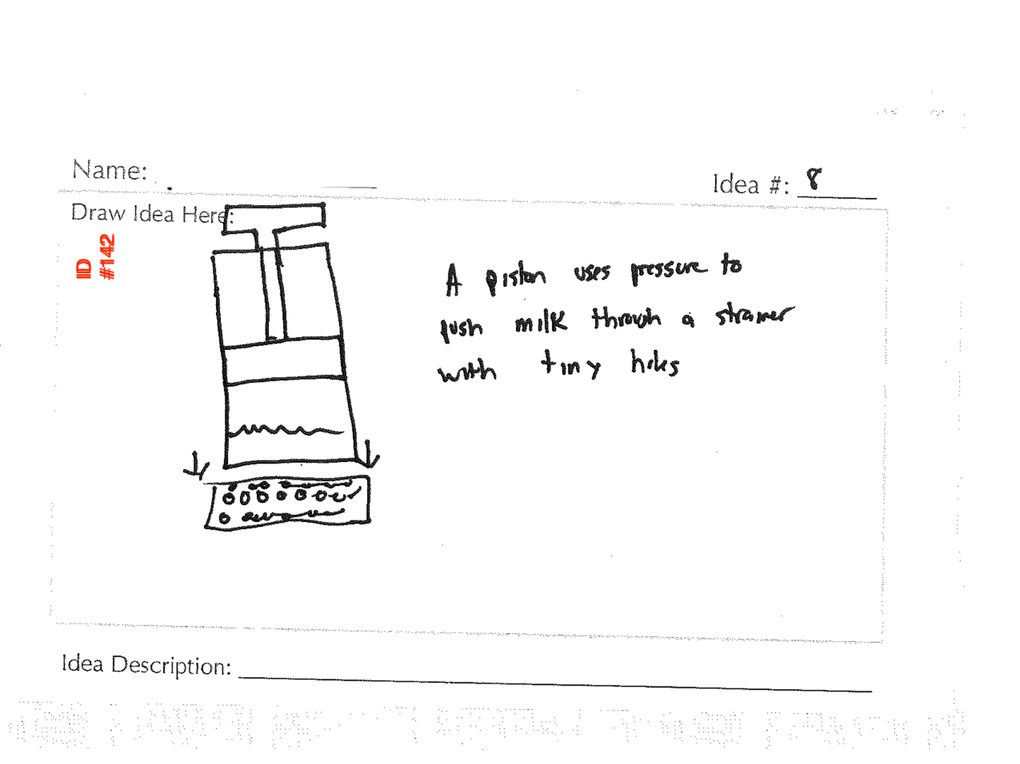 Name:
Idea #: 8
Draw Idea Here:
IID
#142
A piston uses pressure to
push milk through a strainer
with tiny holes
Idea Description: